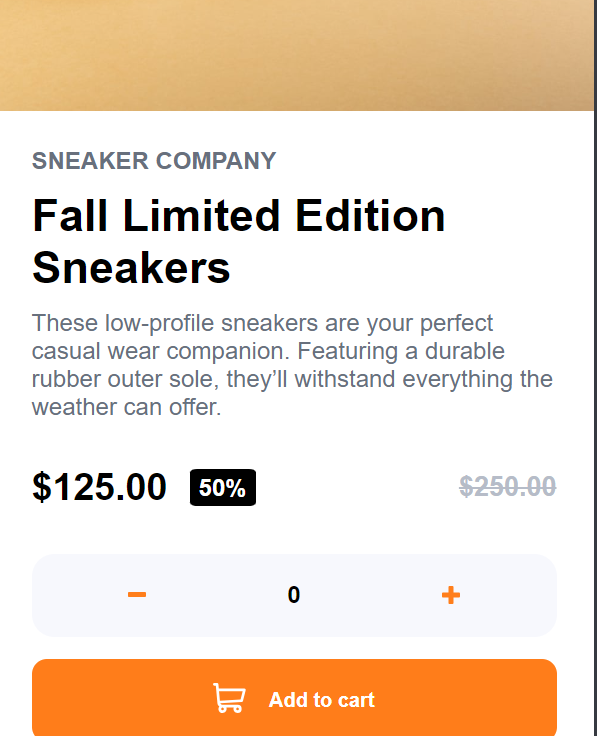 SNEAKER COMPANY
Fall Limited Edition
Sneakers
These low-profile sneakers are your perfect
casual wear companion. Featuring a durable
rubber outer sole, they’ll withstand everything the
weather can offer.
$125.00 50% $250.00
0
Add to cart